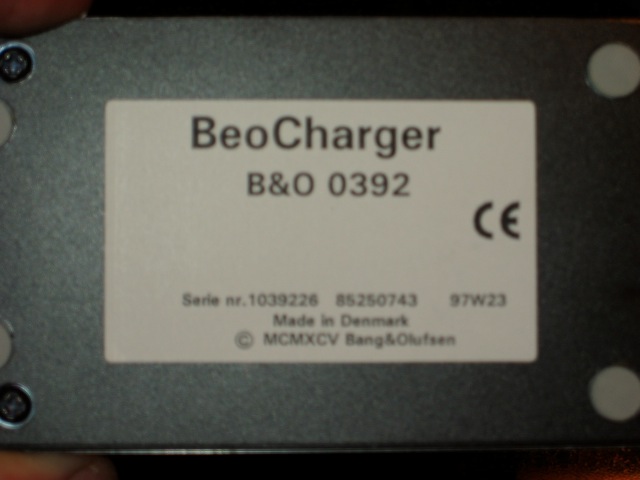 BeoCharger
B&O 0392
CE
Serie nr.1039226 85250743 97W23
Made in Denmark
© MCMXCV Bang&Olufsen